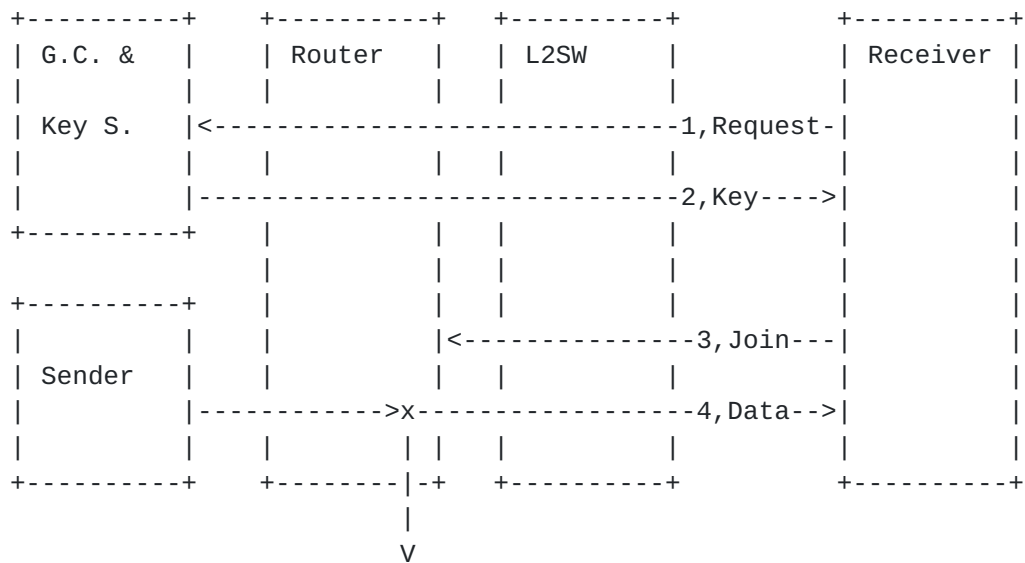 G.C. & Router L2SW Receiver
Key S. 1,Request
2,Key
3,Join
Sender
x 4,Data
V